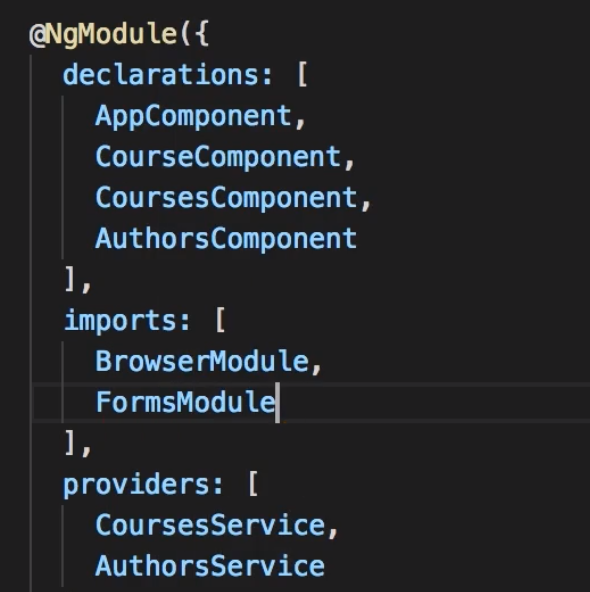 @NgModule({
declarations: [
AppComponent,
CourseComponent,
CoursesComponent,
AuthorsComponent
],
imports: [
BrowserModule,
FormsModule
],
providers: [
CoursesService,
AuthorsService